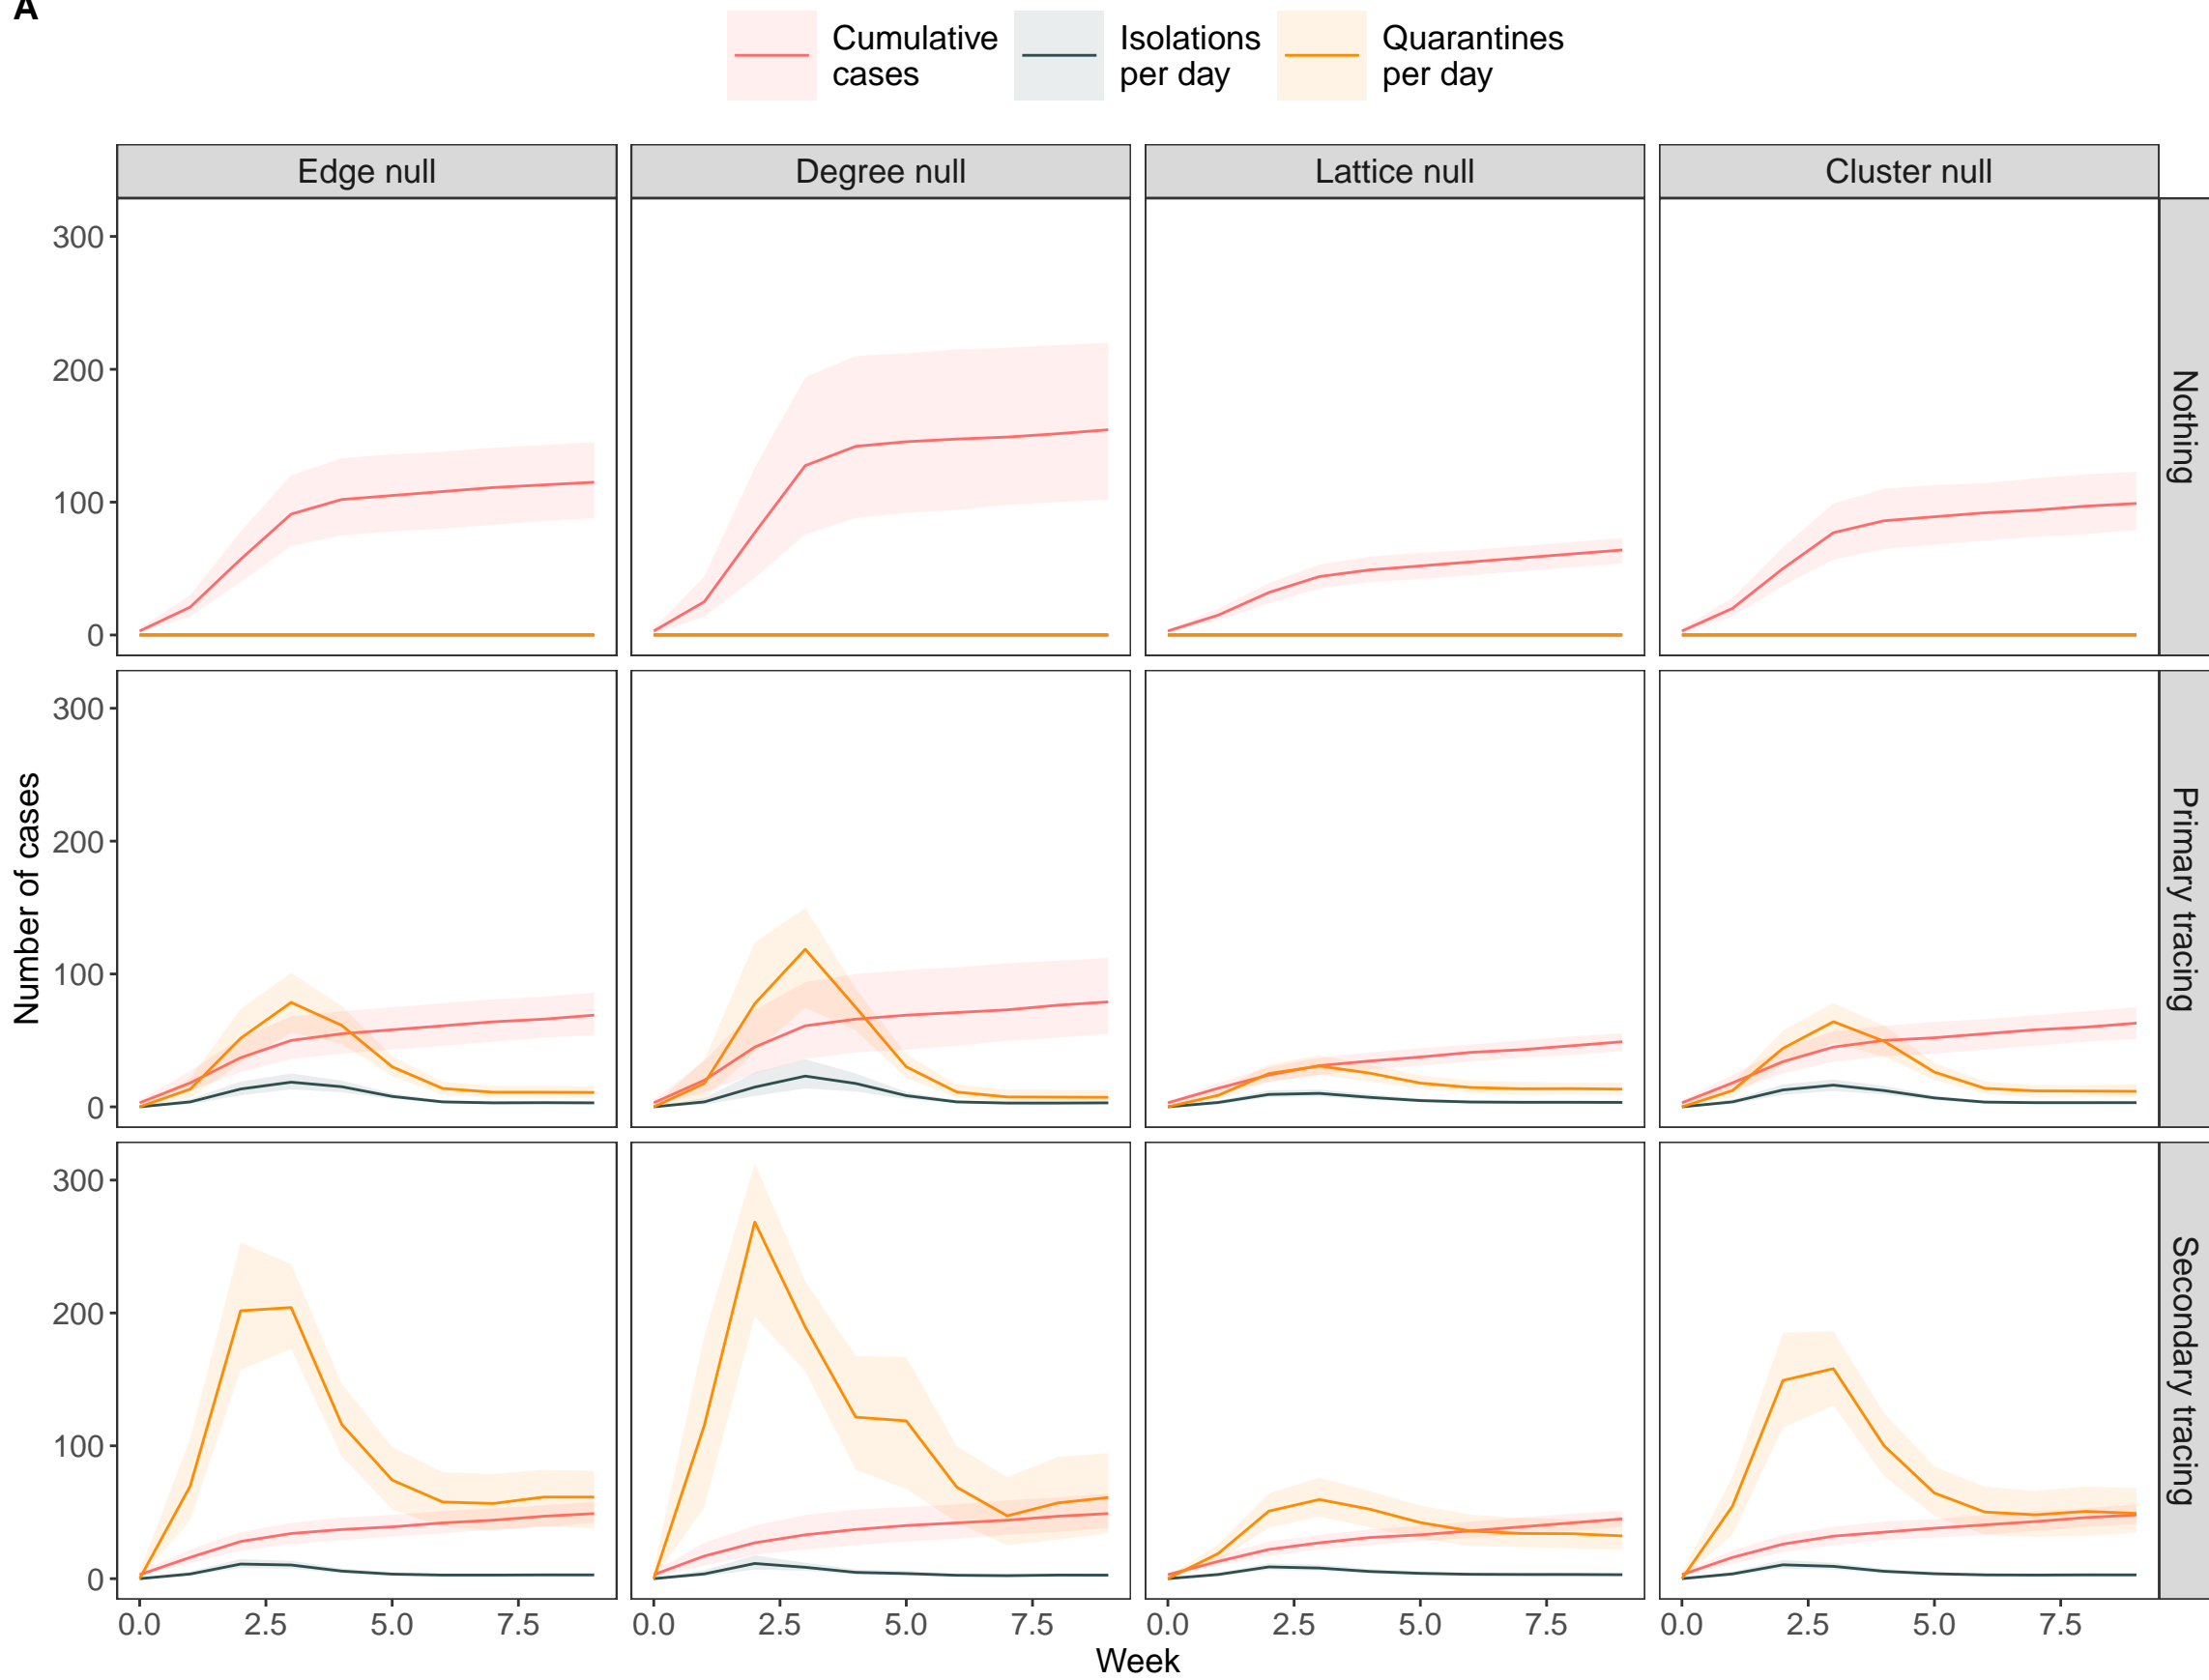 A
Cumulative
cases
Isolations
per day
Quarantines
per day
Edge null
Degree null
Lattice null
Cluster null
300
200
100
0
Nothing
Number of cases
300
200
100
0
Primary tracing
300
200
100
0
Secondary tracing
0.0 2.5 5.0 7.5
0.0 2.5 5.0 7.5
0.0 2.5 5.0 7.5
0.0 2.5 5.0 7.5
Week